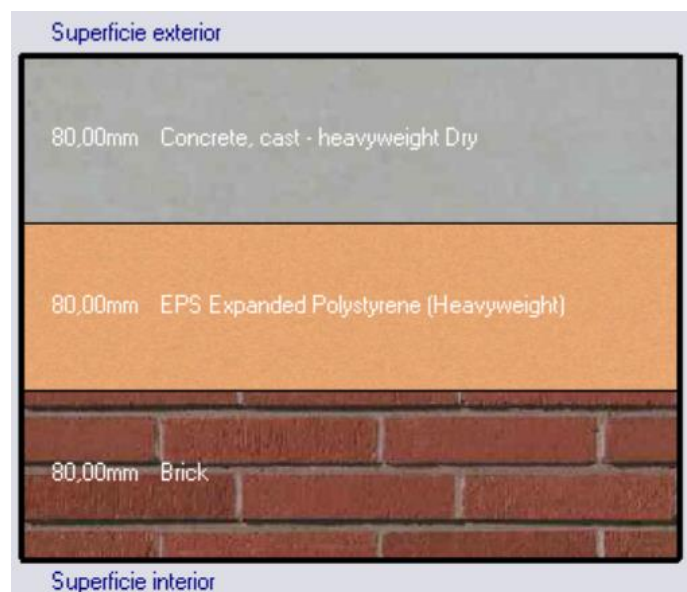 Superficie exterior
80,00mm Concrete, cast - heavyweight Dry
80,00mm EPS Expanded Polystyrene (Heavyweight)
80,00mm Brick
Superficie interior